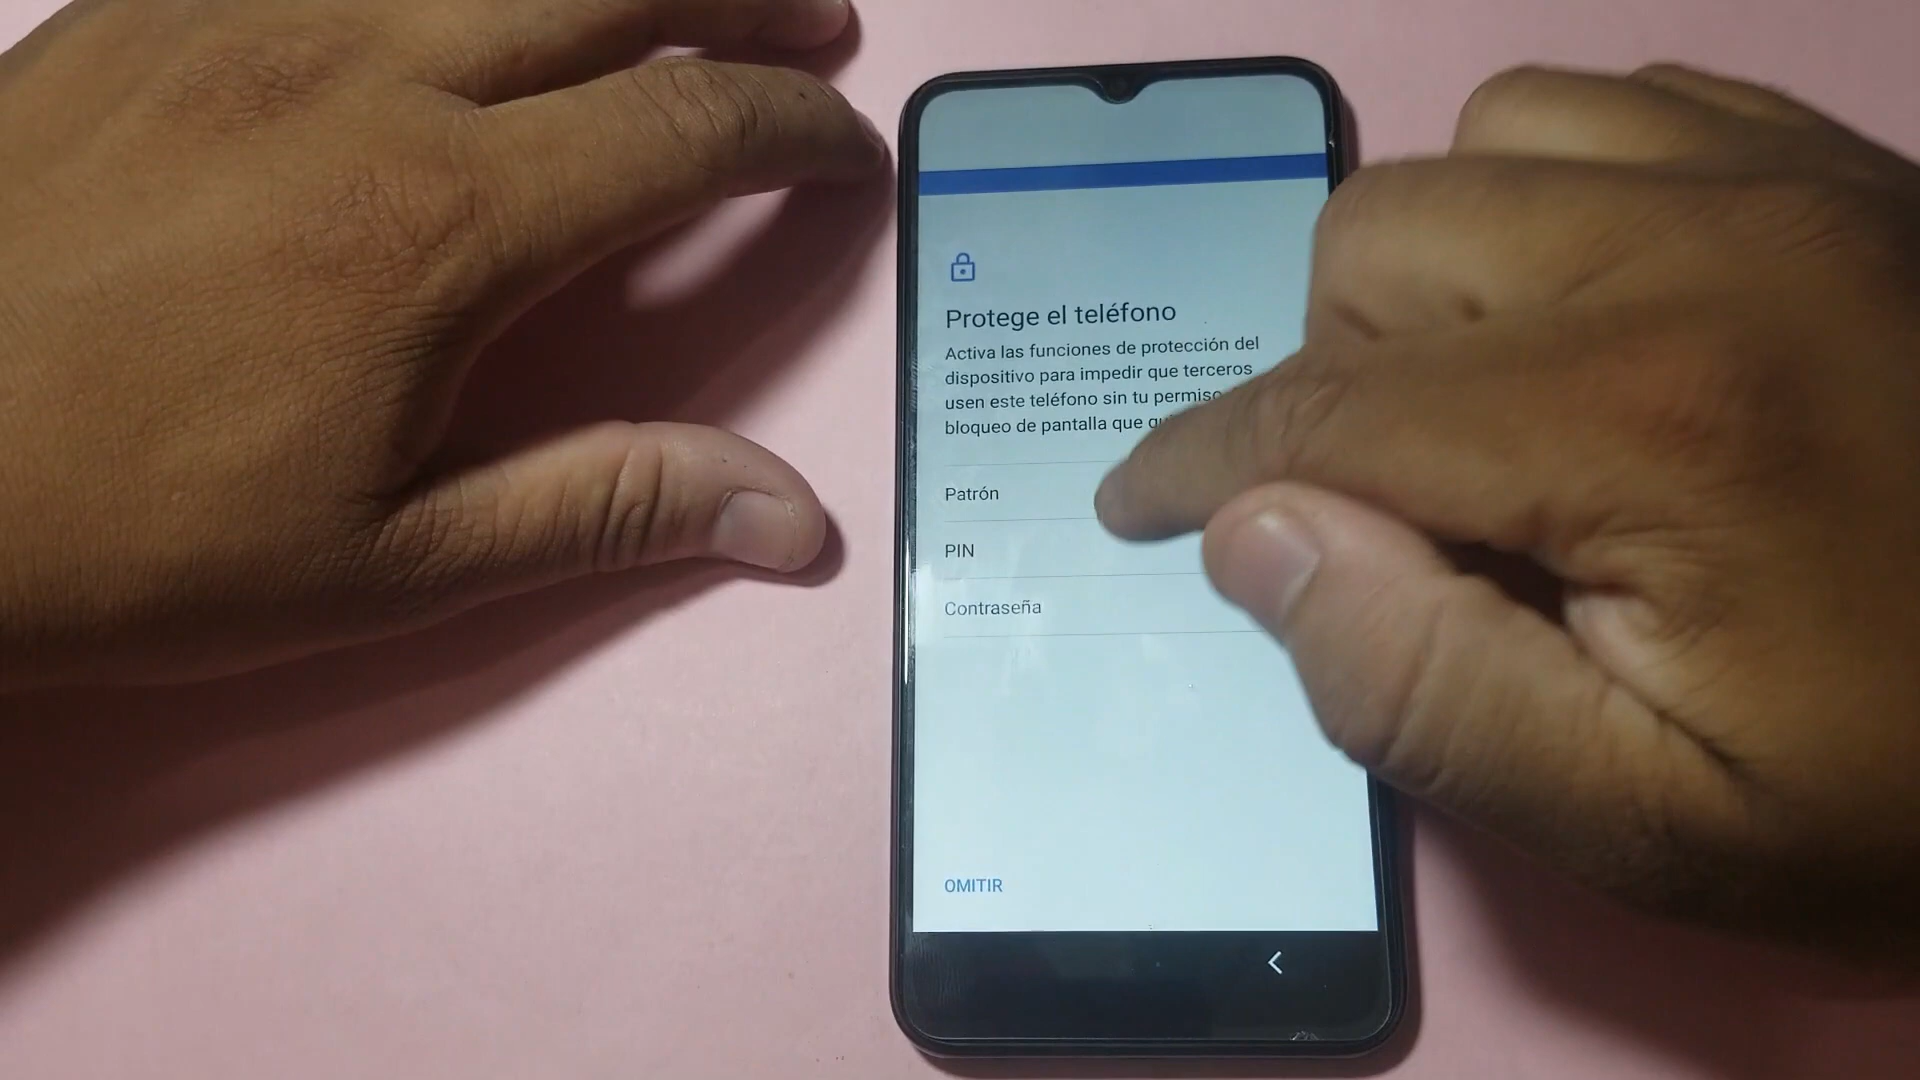 Protege el teléfono
Activa las funciones de protección del
dispositivo para impedir que terceros
usen este teléfono sin tu permiso
bloqueo de pantalla que
Patrón
PIN
Contraseña
OMITIR